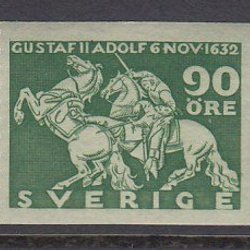 GUSTAF II ADOLF 6 NOV·1632
90
ÖRE
SVERIGE